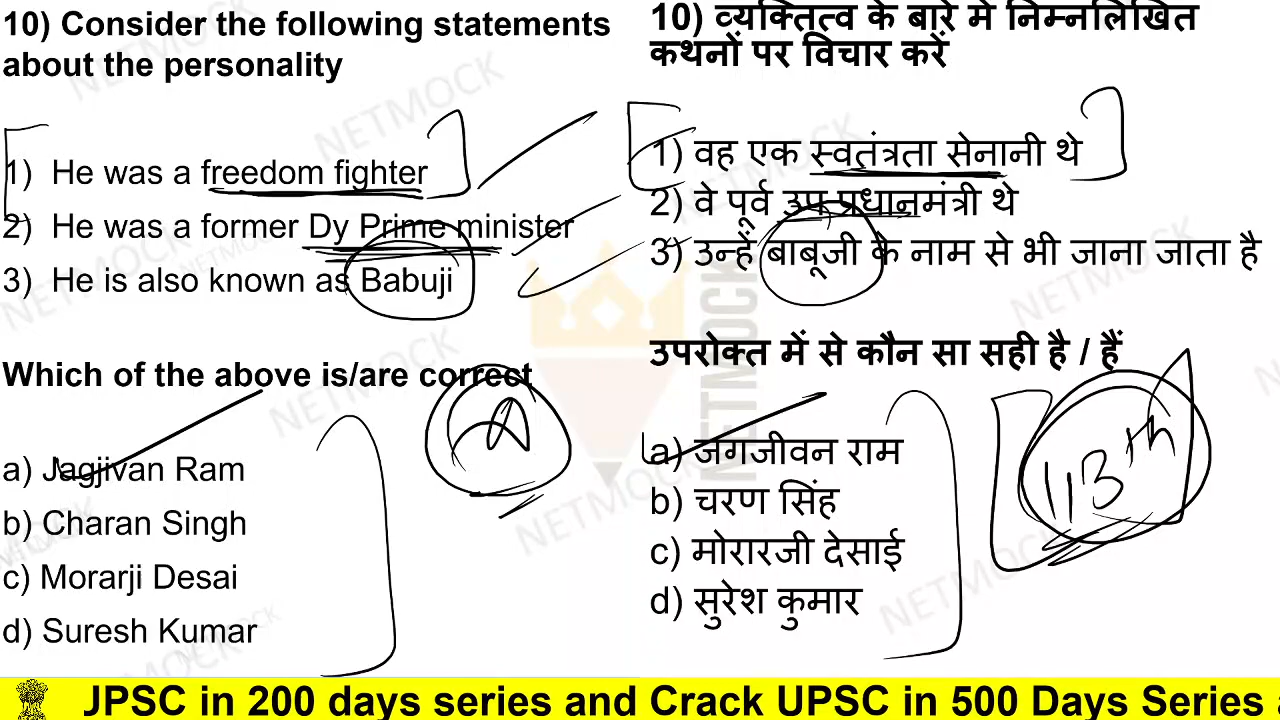 10) Consider the following statements
about the personality
1) He was a freedom fighter
2) He was a former Dy Prime minister
3) He is also known as Babuji
Which of the above is/are correct
A
a) Jagjivan Ram
b) Charan Singh
c) Morarji Desai
d) Suresh Kumar
10) व्यक्तित्व के बारे में निम्नलिखित
कथनों पर विचार करें
1) वह एक स्वतंत्रता सेनानी थे
2) वे पूर्व उप प्रधानमंत्री थे
3) उन्हें बाबूजी के नाम से भी जाना जाता है
उपरोक्त में से कौन सा सही है / हैं
113th
a) जगजीवन राम
b) चरण सिंह
c) मोरारजी देसाई
d) सुरेश कुमार
NETMOCK
JPSC in 200 days series and Crack UPSC in 500 Days Series